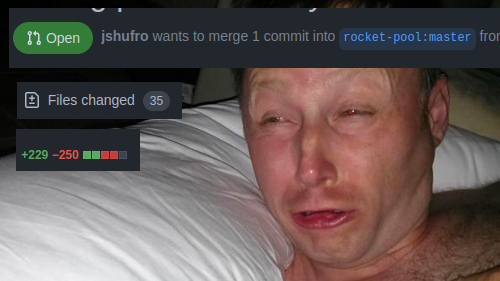 Open jshufro wants to merge 1 commit into rocket-pool:master
Files changed 35
+229 −250